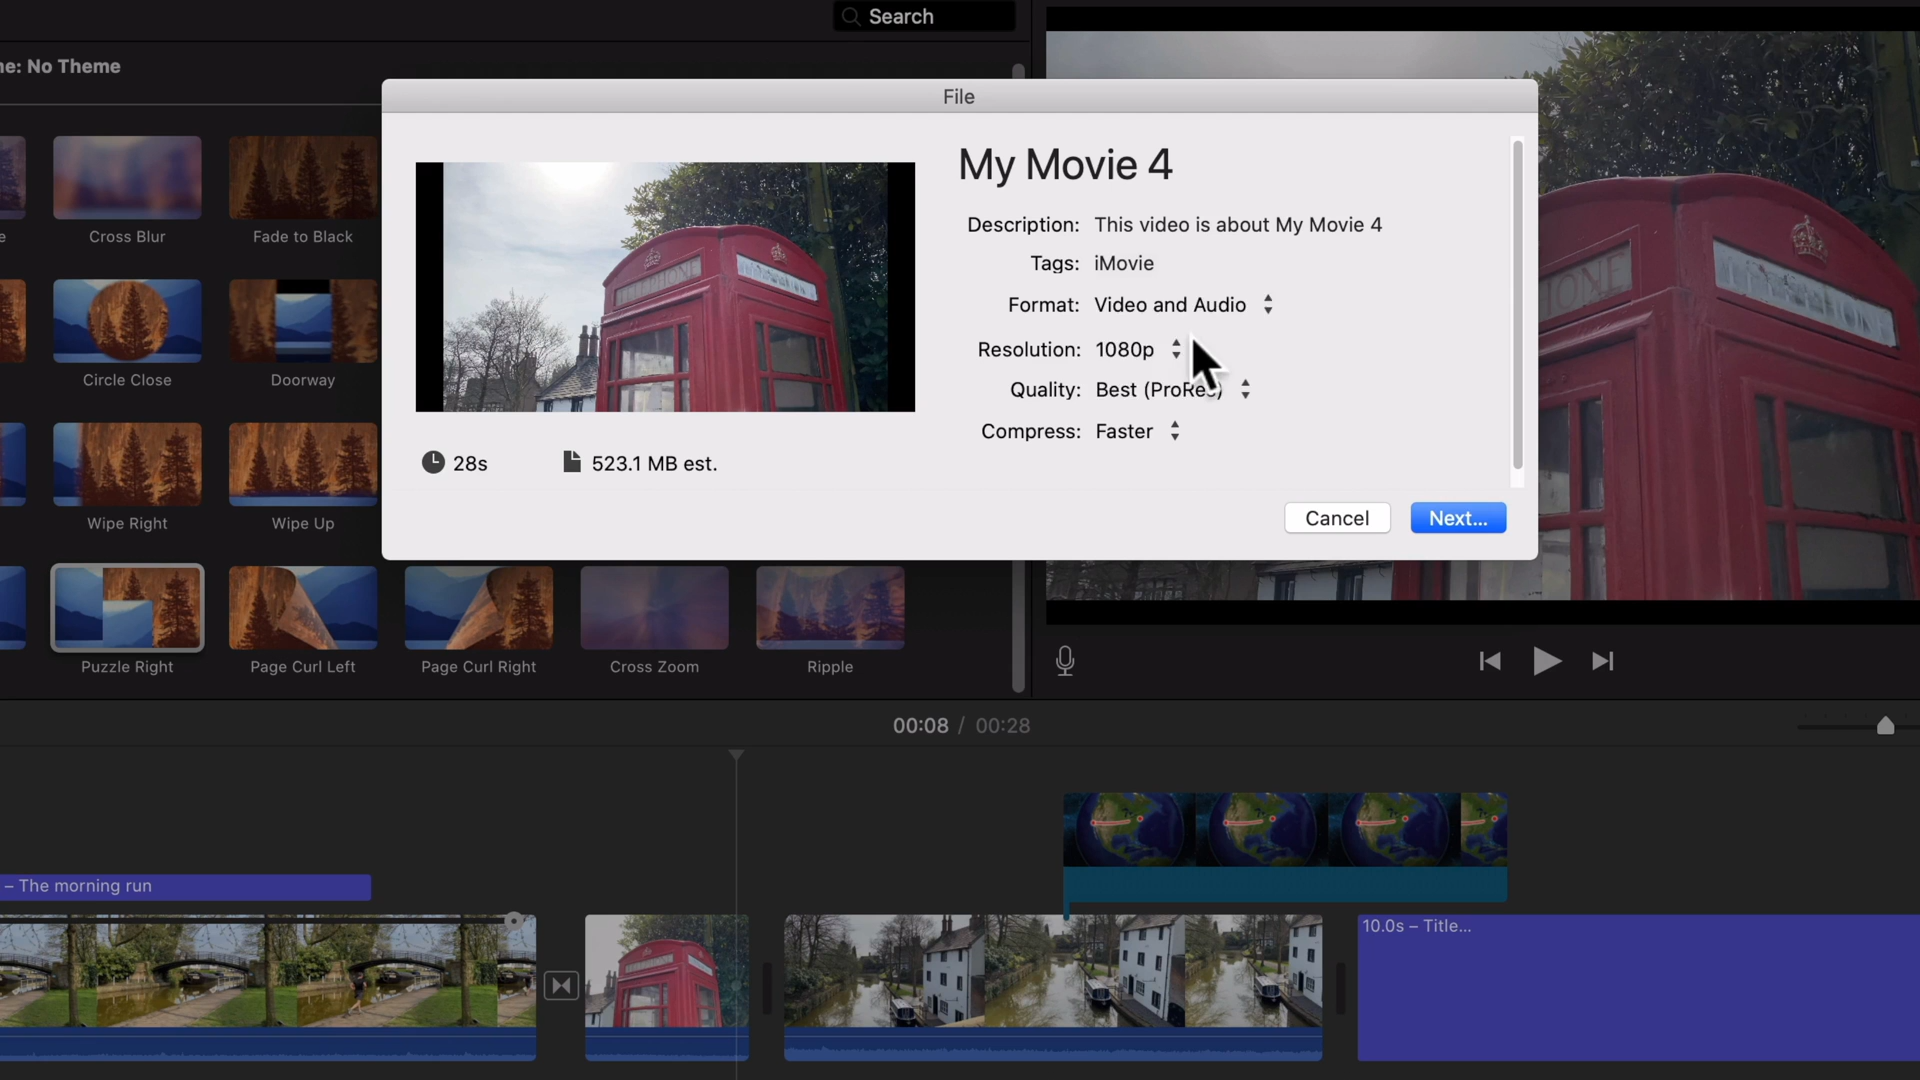 Search
ne: No Theme
File
My Movie 4
Description: This video is about My Movie 4
Tags: iMovie
Format: Video and Audio
Resolution: 1080p
Quality: Best (ProRes)
Compress: Faster
28s
523.1 MB est.
Cancel
Next...
e
Cross Blur
Fade to Black
Circle Close
Doorway
Wipe Right
Wipe Up
Puzzle Right
Page Curl Left
Page Curl Right
Cross Zoom
Ripple
TELEPHONE
00:08 / 00:28
– The morning run
10.0s – Title...